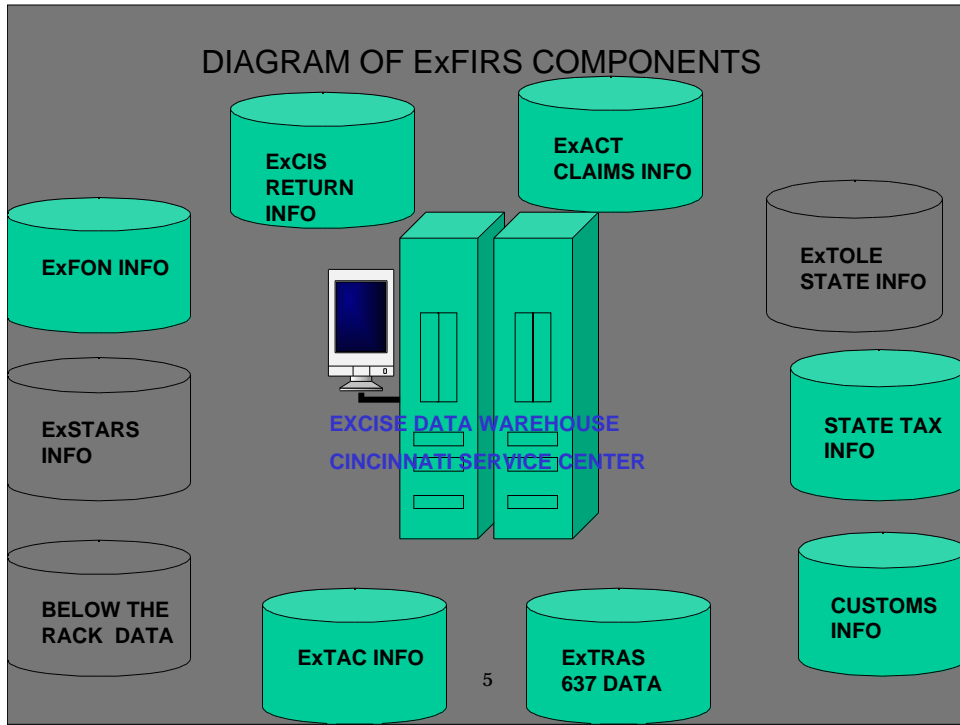 DIAGRAM OF ExFIRS COMPONENTS
ExCIS
RETURN
INFO
ExACT
CLAIMS INFO
ExFON INFO
ExTOLE
STATE INFO
ExSTARS
INFO
EXCISE DATA WAREHOUSE
CINCINNATI SERVICE CENTER
STATE TAX
INFO
BELOW THE
RACK DATA
ExTAC INFO
ExTRAS
637 DATA
CUSTOMS
INFO
5